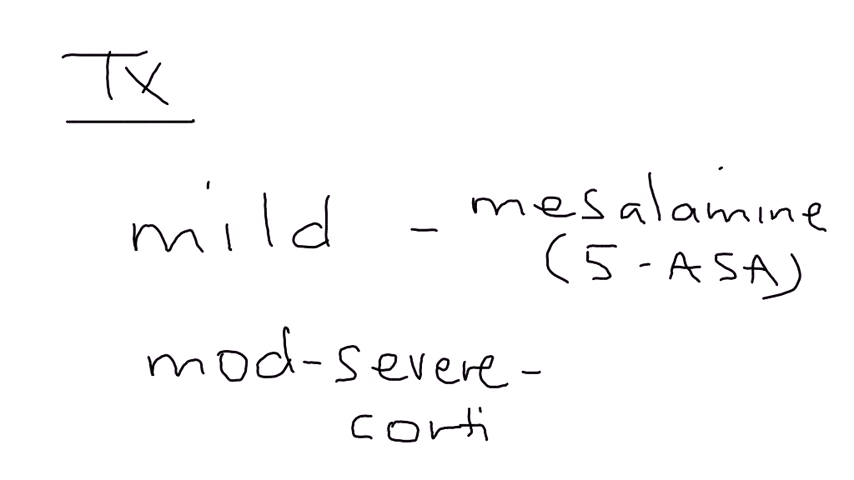 Tx
mild - mesalamine
(5-ASA)
mod-severe-
corti